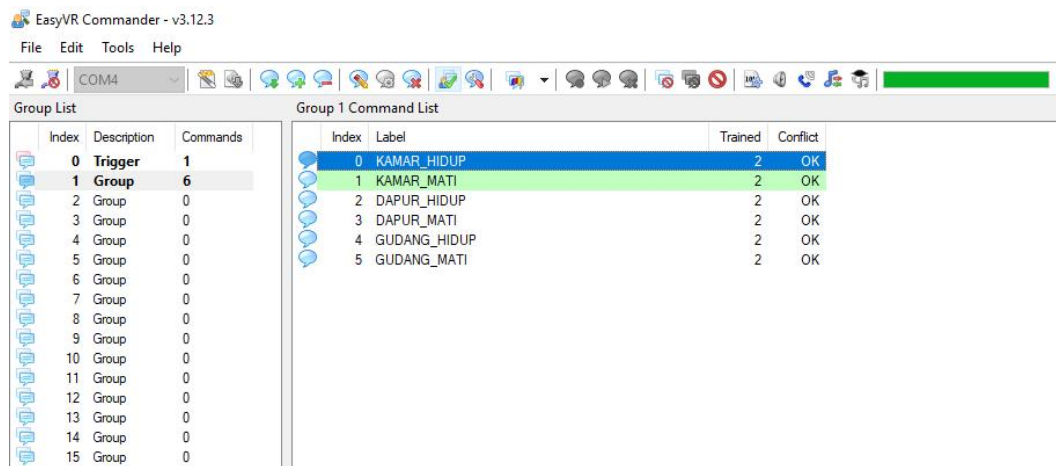 EasyVR Commander - v3.12.3
File Edit Tools Help
COM4
Group List
Index Description Commands
0 Trigger 1
1 Group 6
2 Group 0
3 Group 0
4 Group 0
5 Group 0
6 Group 0
7 Group 0
8 Group 0
9 Group 0
10 Group 0
11 Group 0
12 Group 0
13 Group 0
14 Group 0
15 Group 0
Group 1 Command List
Index Label Trained Conflict
0 KAMAR_HIDUP 2 OK
1 KAMAR_MATI 2 OK
2 DAPUR_HIDUP 2 OK
3 DAPUR_MATI 2 OK
4 GUDANG_HIDUP 2 OK
5 GUDANG_MATI 2 OK